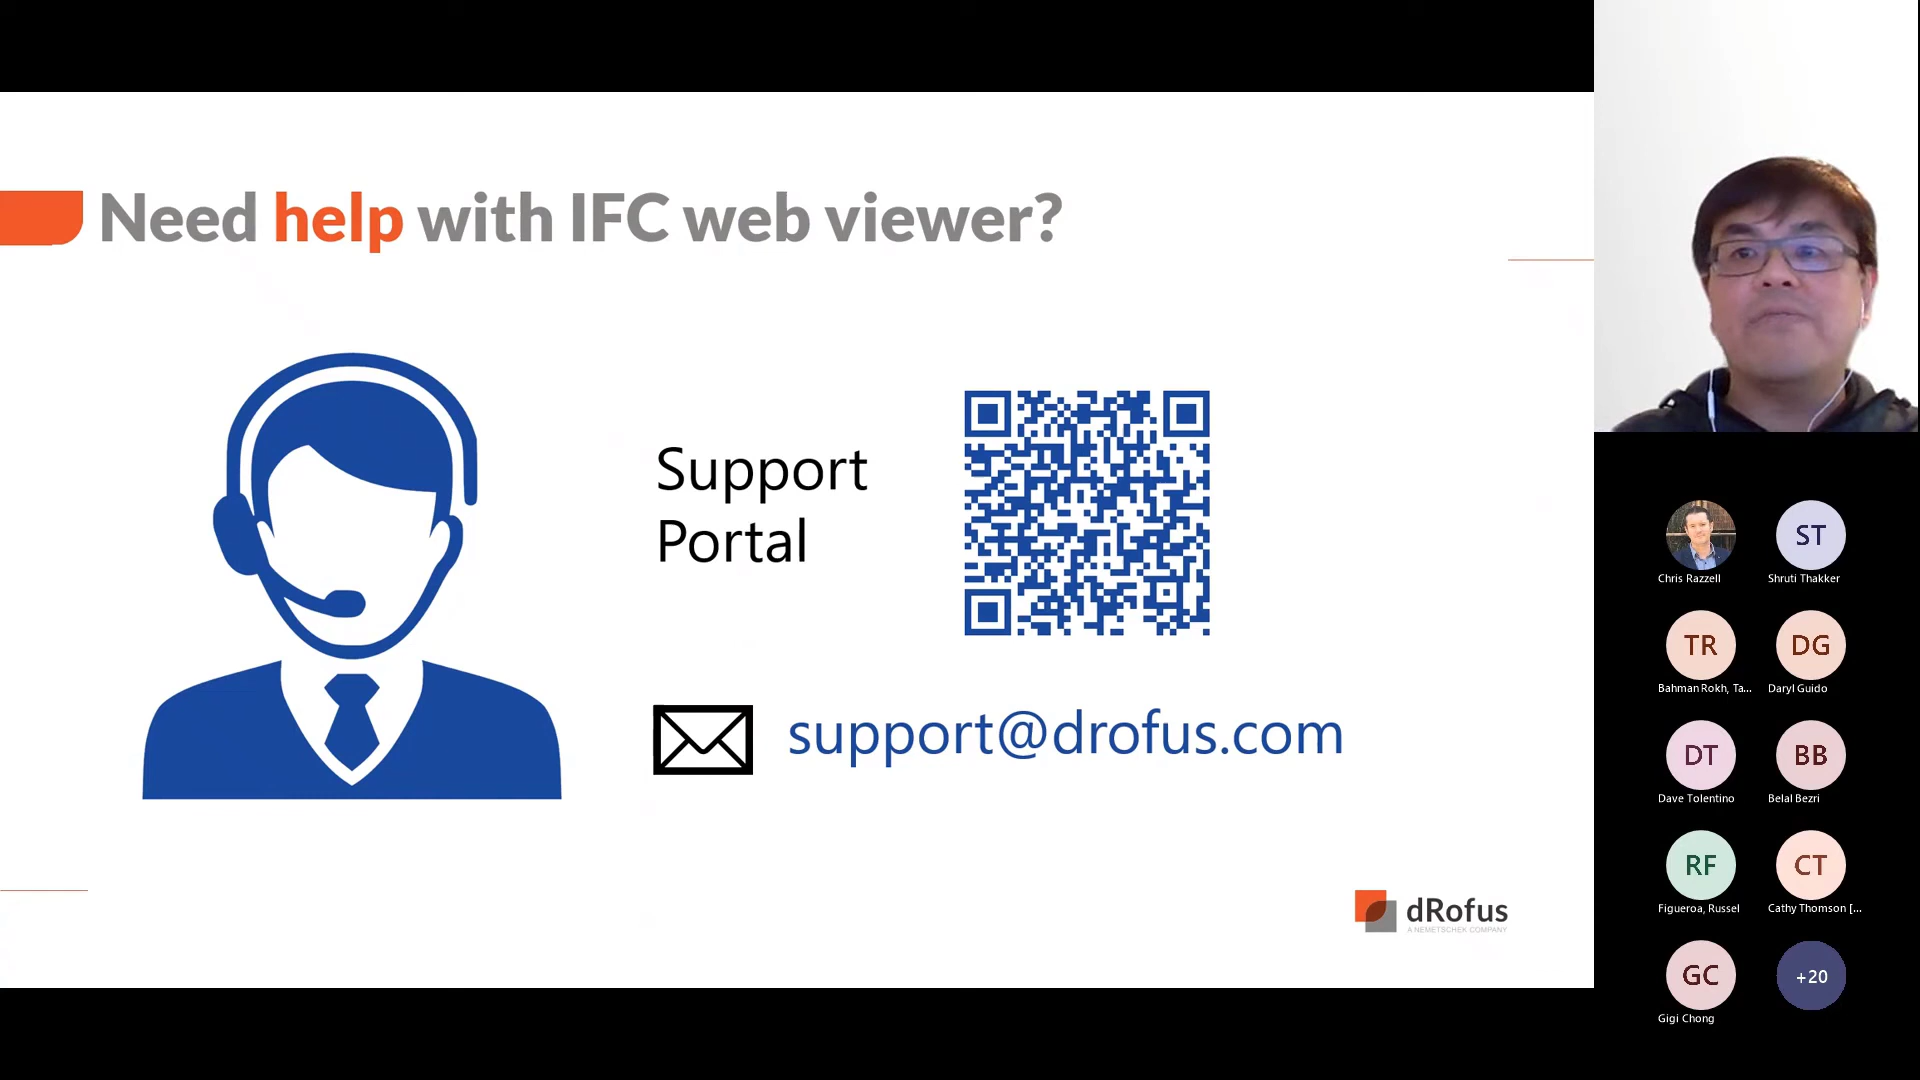 Need help with IFC web viewer?
Support
Portal
support@drofus.com
dRofus
A NEMETSCHEK COMPANY
Chris Razzell
ST
Shruti Thakker
TR
Bahman Rokh, Ta...
DG
Daryl Guido
DT
Dave Tolentino
BB
Belal Bezri
RF
Figueroa, Russel
CT
Cathy Thomson [...
GC
Gigi Chong
+20